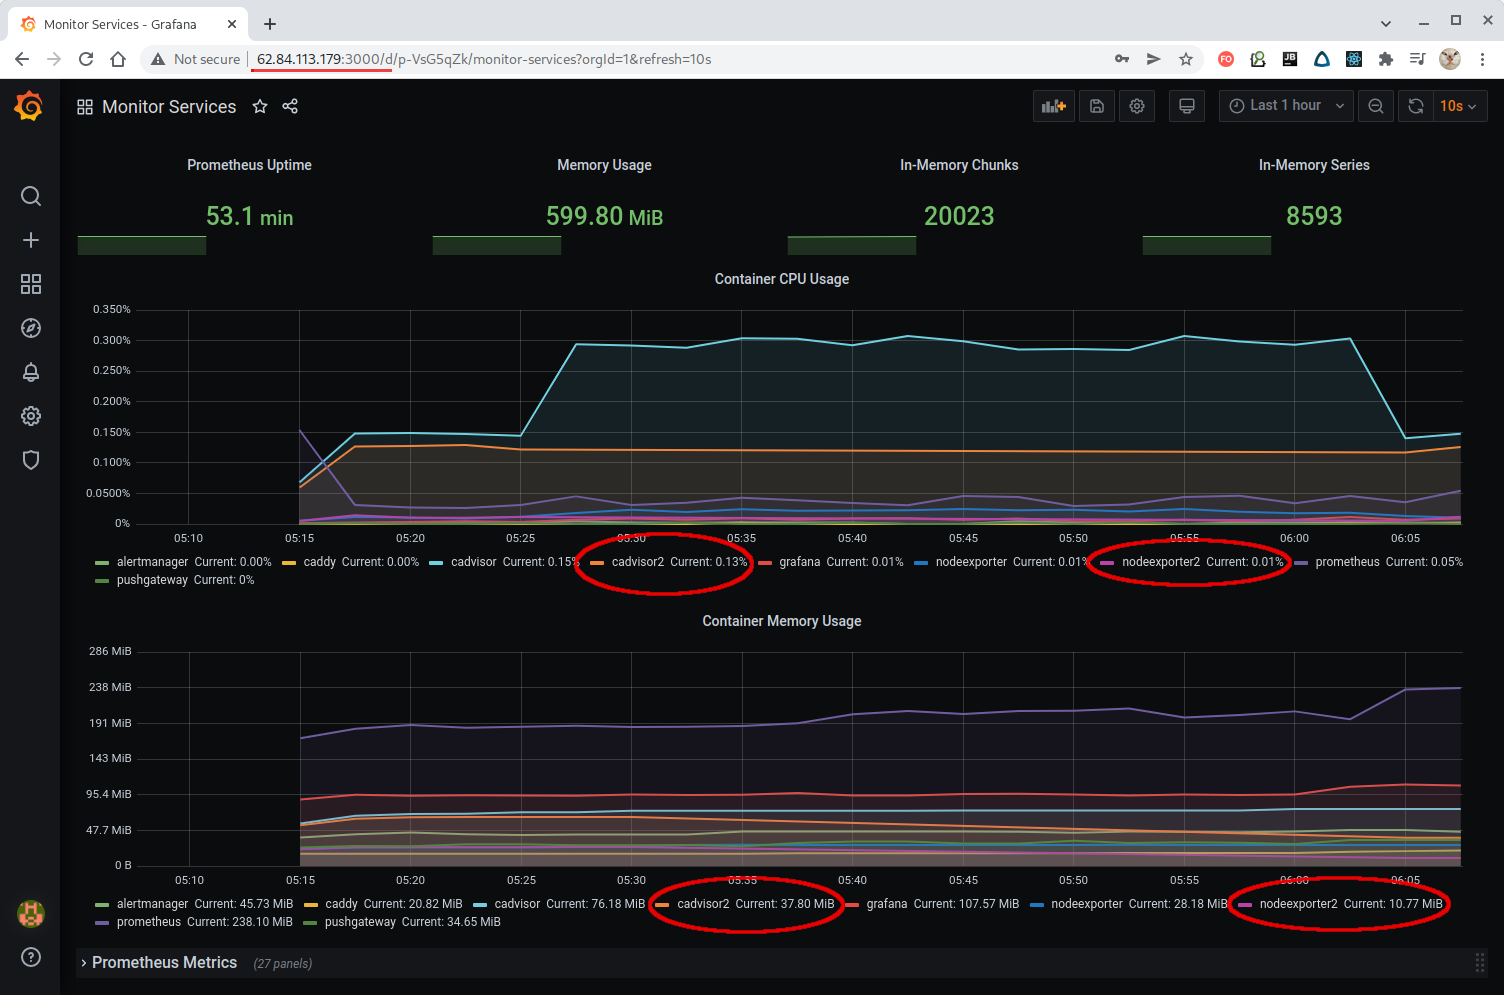 Monitor Services - Grafana
Not secure 62.84.113.179:3000/d/p-VsG5qZk/monitor-services?orgId=1&refresh=10s
FO JB
Monitor Services
Last 1 hour 10s
Prometheus Uptime Memory Usage In-Memory Chunks In-Memory Series
53.1 min 599.80 MiB 20023 8593
Container CPU Usage
0.350%
0.300%
0.250%
0.200%
0.150%
0.100%
0.0500%
0%
05:10 05:15 05:20 05:25 05:30 05:35 05:40 05:45 05:50 05:55 06:00 06:05
alertmanager Current: 0.00% caddy Current: 0.00% cadvisor Current: 0.15% cadvisor2 Current: 0.13% grafana Current: 0.01% nodeexporter Current: 0.01% nodeexporter2 Current: 0.01% prometheus Current: 0.05%
pushgateway Current: 0%
Container Memory Usage
286 MiB
238 MiB
191 MiB
143 MiB
95.4 MiB
47.7 MiB
0 B
05:10 05:15 05:20 05:25 05:30 05:35 05:40 05:45 05:50 05:55 06:00 06:05
alertmanager Current: 45.73 MiB caddy Current: 20.82 MiB cadvisor Current: 76.18 MiB cadvisor2 Current: 37.80 MiB grafana Current: 107.57 MiB nodeexporter Current: 28.18 MiB nodeexporter2 Current: 10.77 MiB
prometheus Current: 238.10 MiB pushgateway Current: 34.65 MiB
Prometheus Metrics (27 panels)